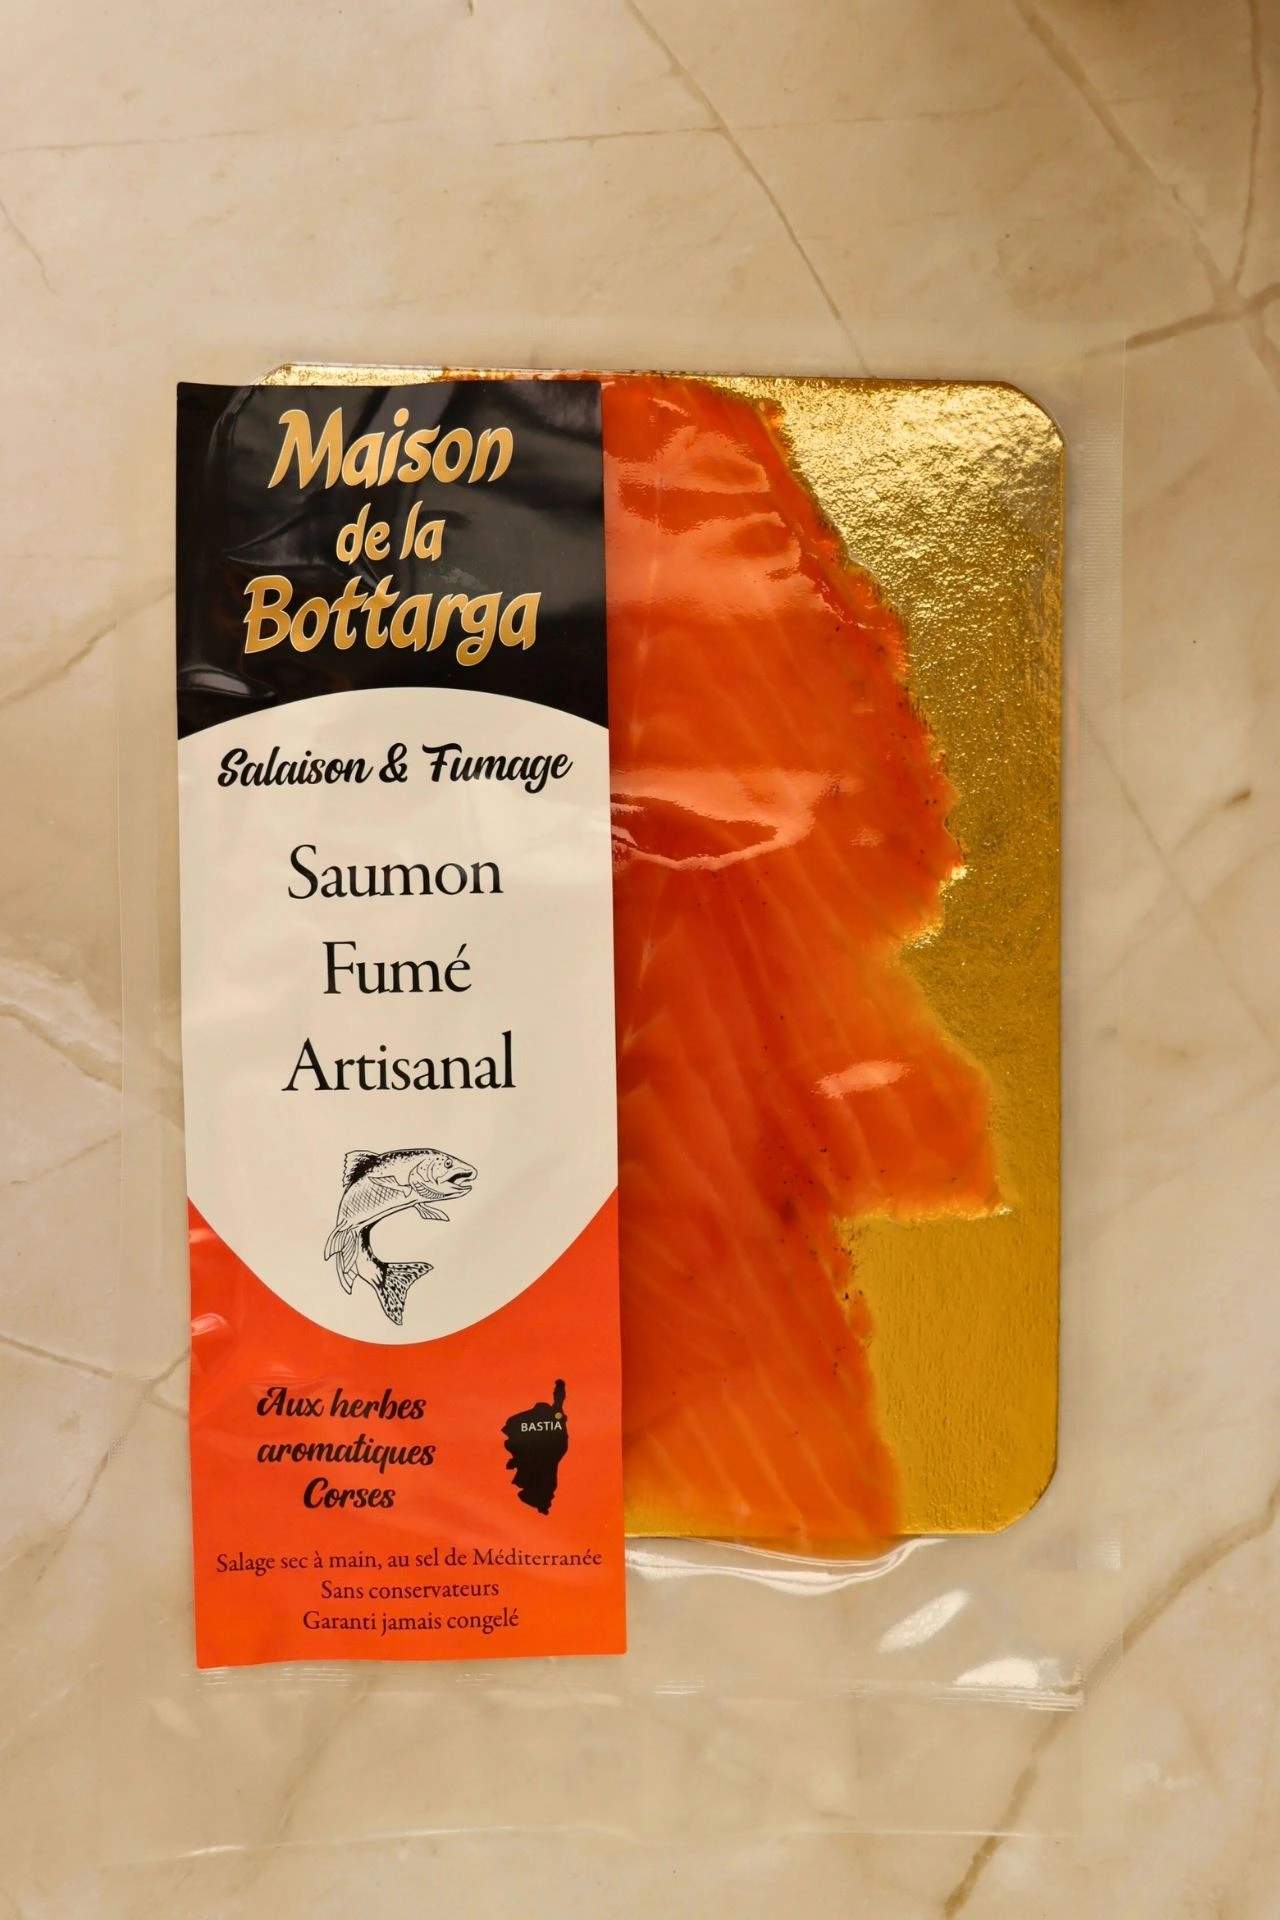 Maison
de la
Bottarga
Salaison & Fumage
Saumon
Fumé
Artisanal
Aux herbes
aromatiques
Corses
BASTIA
Salage sec à main, au sel de Méditerranée
Sans conservateurs
Garanti jamais congelé